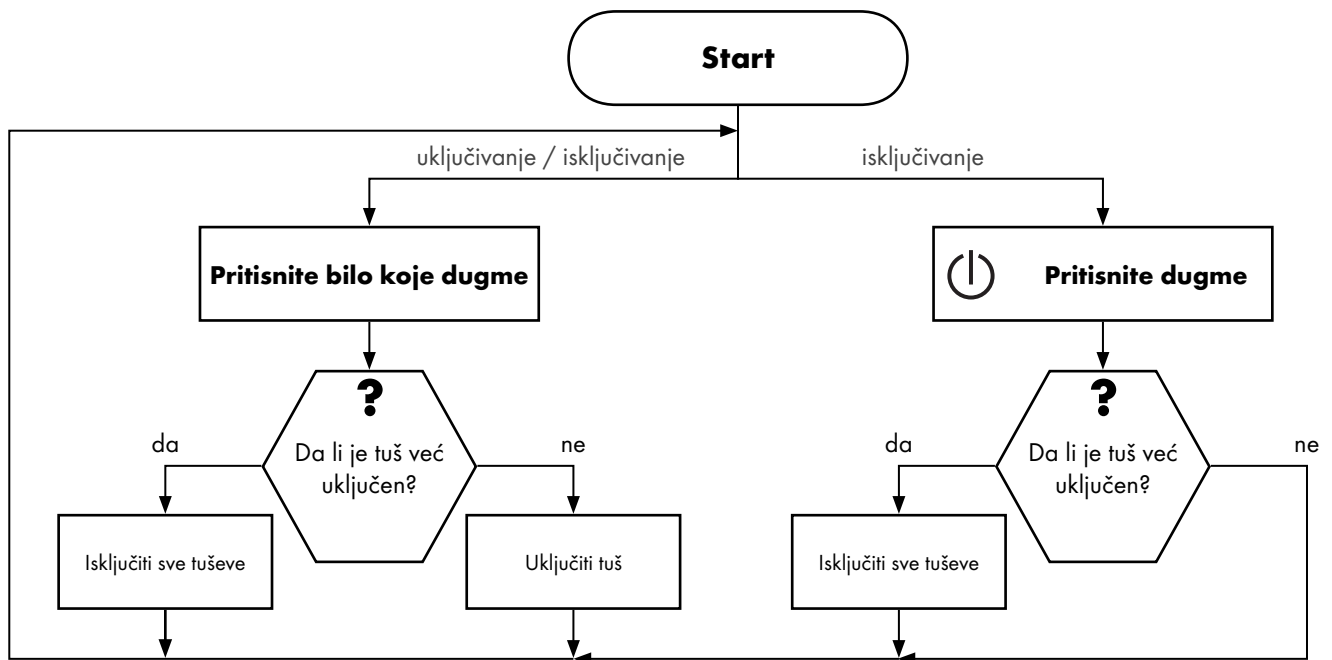 Start
uključivanje / isključivanje
isključivanje
Pritisnite bilo koje dugme
Pritisnite dugme
?
Da li je tuš već
uključen?
da
ne
?
Da li je tuš već
uključen?
da
ne
Isključiti sve tuševe
Uključiti tuš
Isključiti sve tuševe